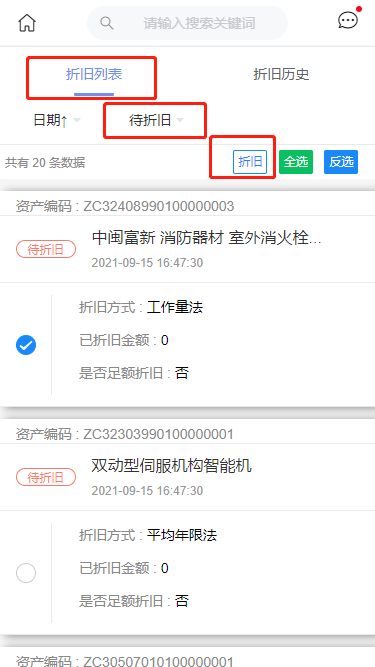 请输入搜索关键词
折旧列表 折旧历史
日期↑ 待折旧
共有 20 条数据 折旧 全选 反选
资产编码 : ZC32408990100000003
待折旧 中闽富新 消防器材 室外消火栓...
2021-09-15 16:47:30
折旧方式 : 工作量法
已折旧金额 : 0
是否足额折旧 : 否
资产编码 : ZC32303990100000001
待折旧 双动型伺服机构智能机
2021-09-15 16:47:30
折旧方式 : 平均年限法
已折旧金额 : 0
是否足额折旧 : 否
资产编码 : ZC30507010100000001